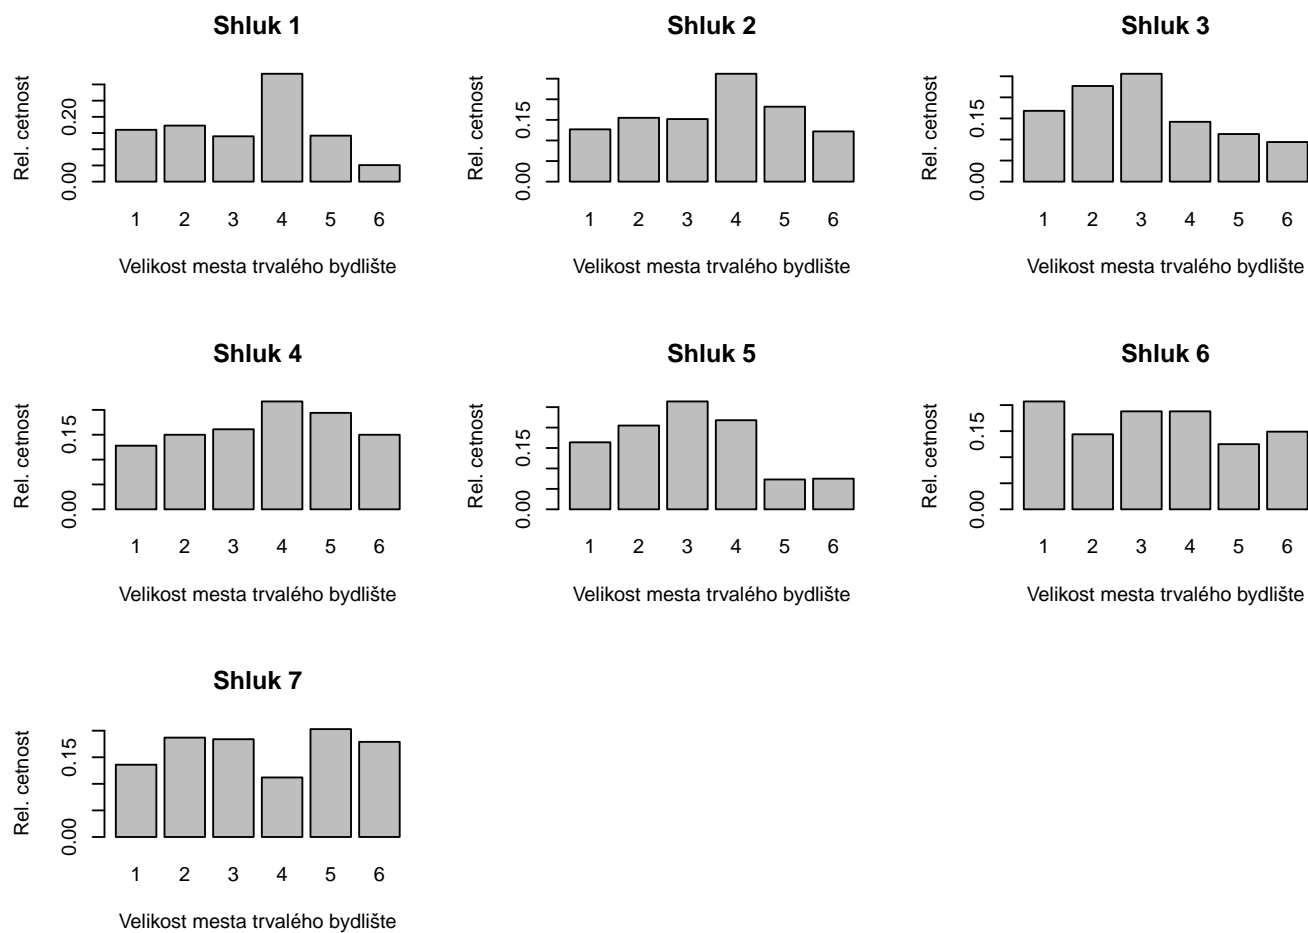 Shluk 1
Rel. cetnost
0.00 0.20
1 2 3 4 5 6
Velikost mesta trvalého bydlište
Shluk 2
Rel. cetnost
0.00 0.15
1 2 3 4 5 6
Velikost mesta trvalého bydlište
Shluk 3
Rel. cetnost
0.00 0.15
1 2 3 4 5 6
Velikost mesta trvalého bydlište
Shluk 4
Rel. cetnost
0.00 0.15
1 2 3 4 5 6
Velikost mesta trvalého bydlište
Shluk 5
Rel. cetnost
0.00 0.15
1 2 3 4 5 6
Velikost mesta trvalého bydlište
Shluk 6
Rel. cetnost
0.00 0.15
1 2 3 4 5 6
Velikost mesta trvalého bydlište
Shluk 7
Rel. cetnost
0.00 0.15
1 2 3 4 5 6
Velikost mesta trvalého bydlište